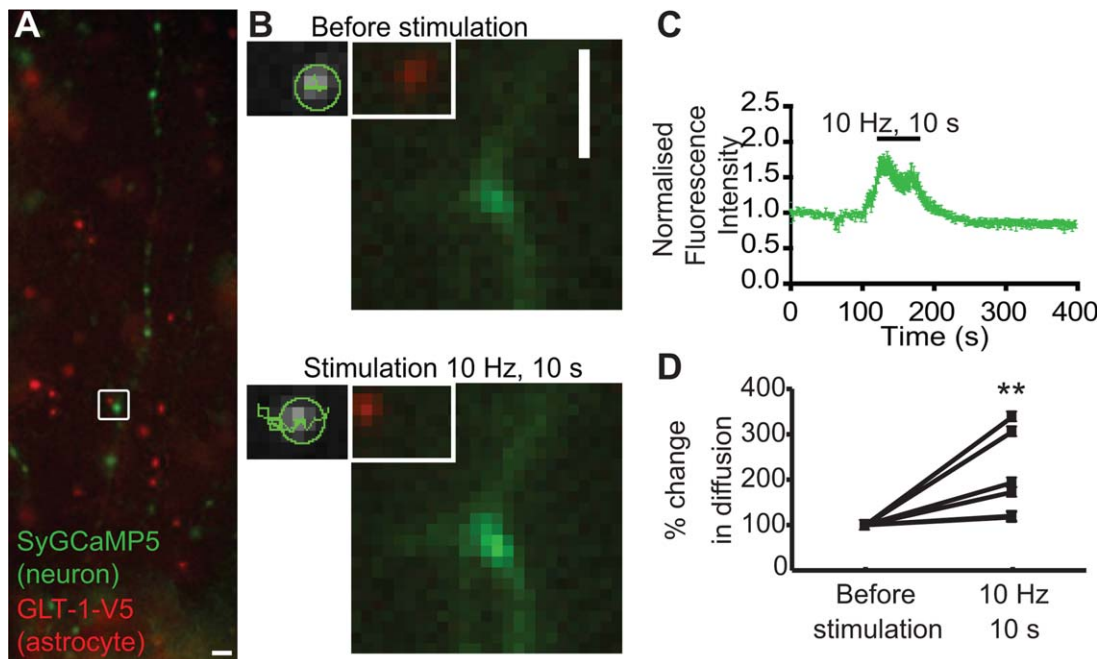 A
SyGCaMP5
(neuron)
GLT-1-V5
(astrocyte)
B
Before stimulation
Stimulation 10 Hz, 10 s
C
10 Hz, 10 s
Normalised
Fluorescence
Intensity
2.5
2.0
1.5
1.0
0.5
0.0
0 100 200 300 400
Time (s)
D
**
% change
in diffusion
400
300
200
100
0
Before
stimulation
10 Hz
10 s